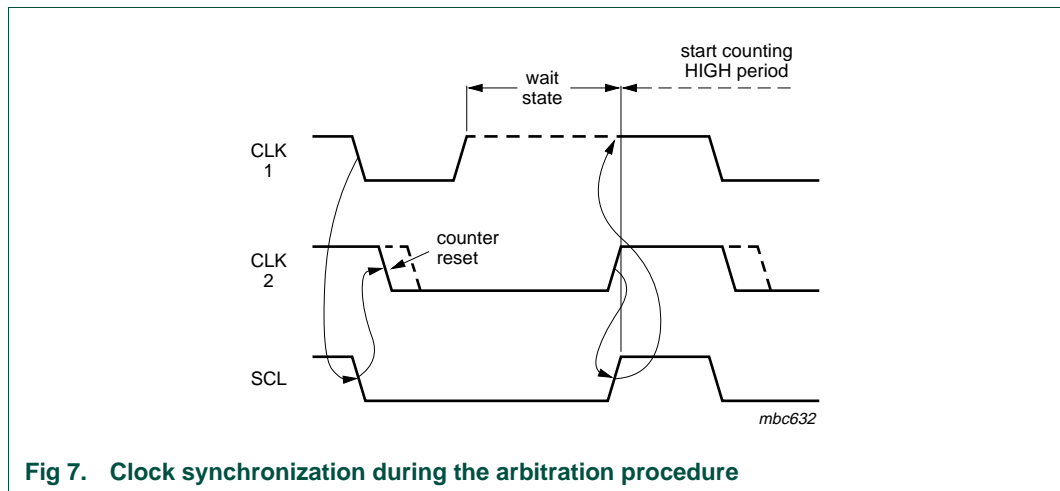 start counting
HIGH period
wait
state
CLK
1
counter
reset
CLK
2
SCL
mbc632
Fig 7. Clock synchronization during the arbitration procedure